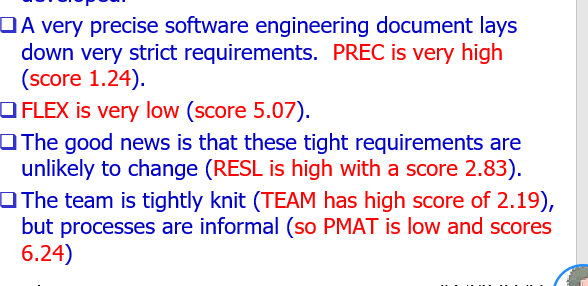 A very precise software engineering document lays
down very strict requirements.  PREC is very high
(score 1.24).
FLEX is very low (score 5.07).
The good news is that these tight requirements are
unlikely to change (RESL is high with a score 2.83).
The team is tightly knit (TEAM has high score of 2.19),
but processes are informal (so PMAT is low and scores
6.24)